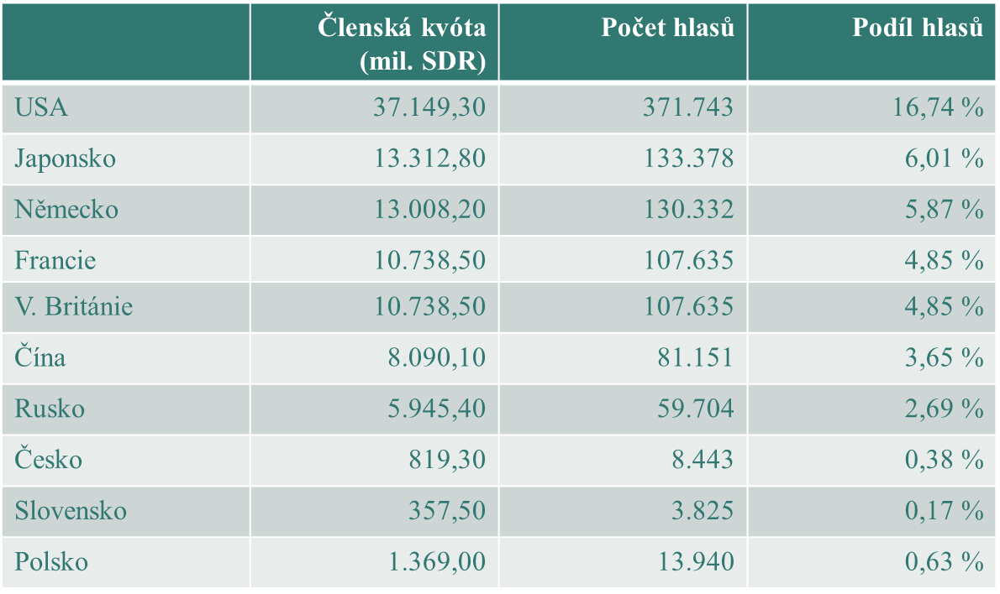 Členská kvóta (mil. SDR) Počet hlasů Podíl hlasů
USA 37.149,30 371.743 16,74 %
Japonsko 13.312,80 133.378 6,01 %
Německo 13.008,20 130.332 5,87 %
Francie 10.738,50 107.635 4,85 %
V. Británie 10.738,50 107.635 4,85 %
Čína 8.090,10 81.151 3,65 %
Rusko 5.945,40 59.704 2,69 %
Česko 819,30 8.443 0,38 %
Slovensko 357,50 3.825 0,17 %
Polsko 1.369,00 13.940 0,63 %